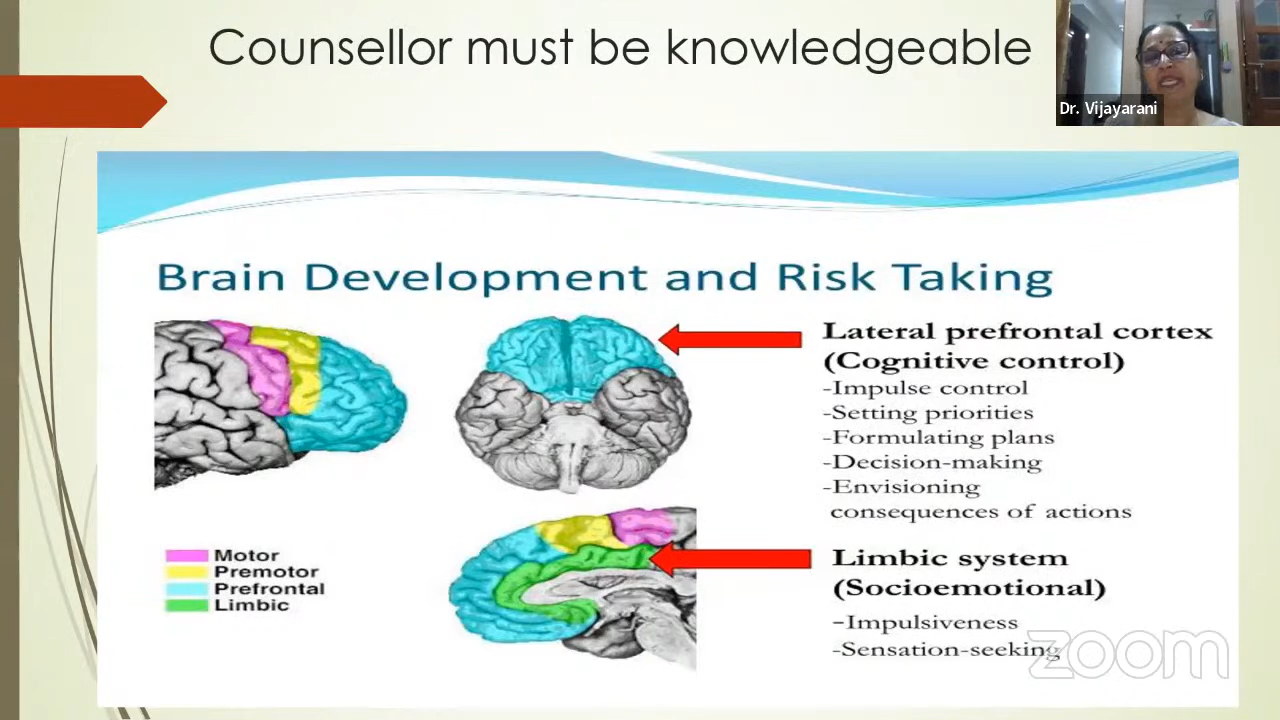 Counsellor must be knowledgeable
Dr. Vijayarani
Brain Development and Risk Taking
Lateral prefrontal cortex
(Cognitive control)
-Impulse control
-Setting priorities
-Formulating plans
-Decision-making
-Envisioning
consequences of actions
Motor
Premotor
Prefrontal
Limbic
Limbic system
(Socioemotional)
-Impulsiveness
-Sensation-seeking
zoom